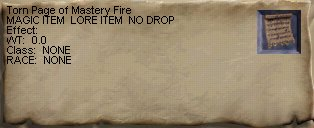 Torn Page of Mastery Fire
MAGIC ITEM  LORE ITEM  NO DROP
Effect:
WT:  0.0
Class:  NONE
RACE:  NONE